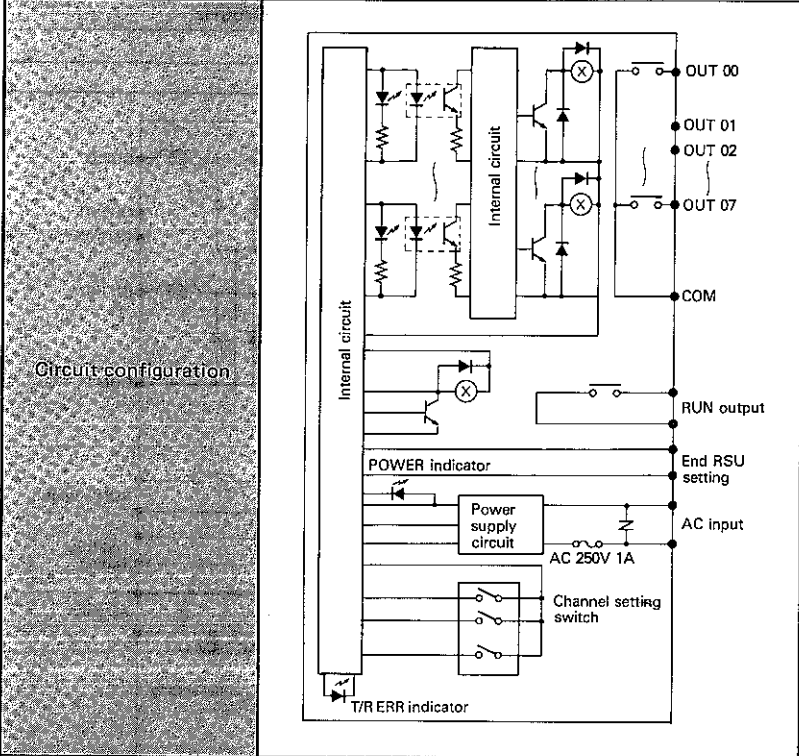 Circuit configuration
Internal circuit
Internal circuit
X
X
X
OUT 00
OUT 01
OUT 02
OUT 07
COM
RUN output
End RSU
setting
POWER indicator
Power
supply
circuit
AC 250V 1A
AC input
Channel setting
switch
T/R ERR indicator